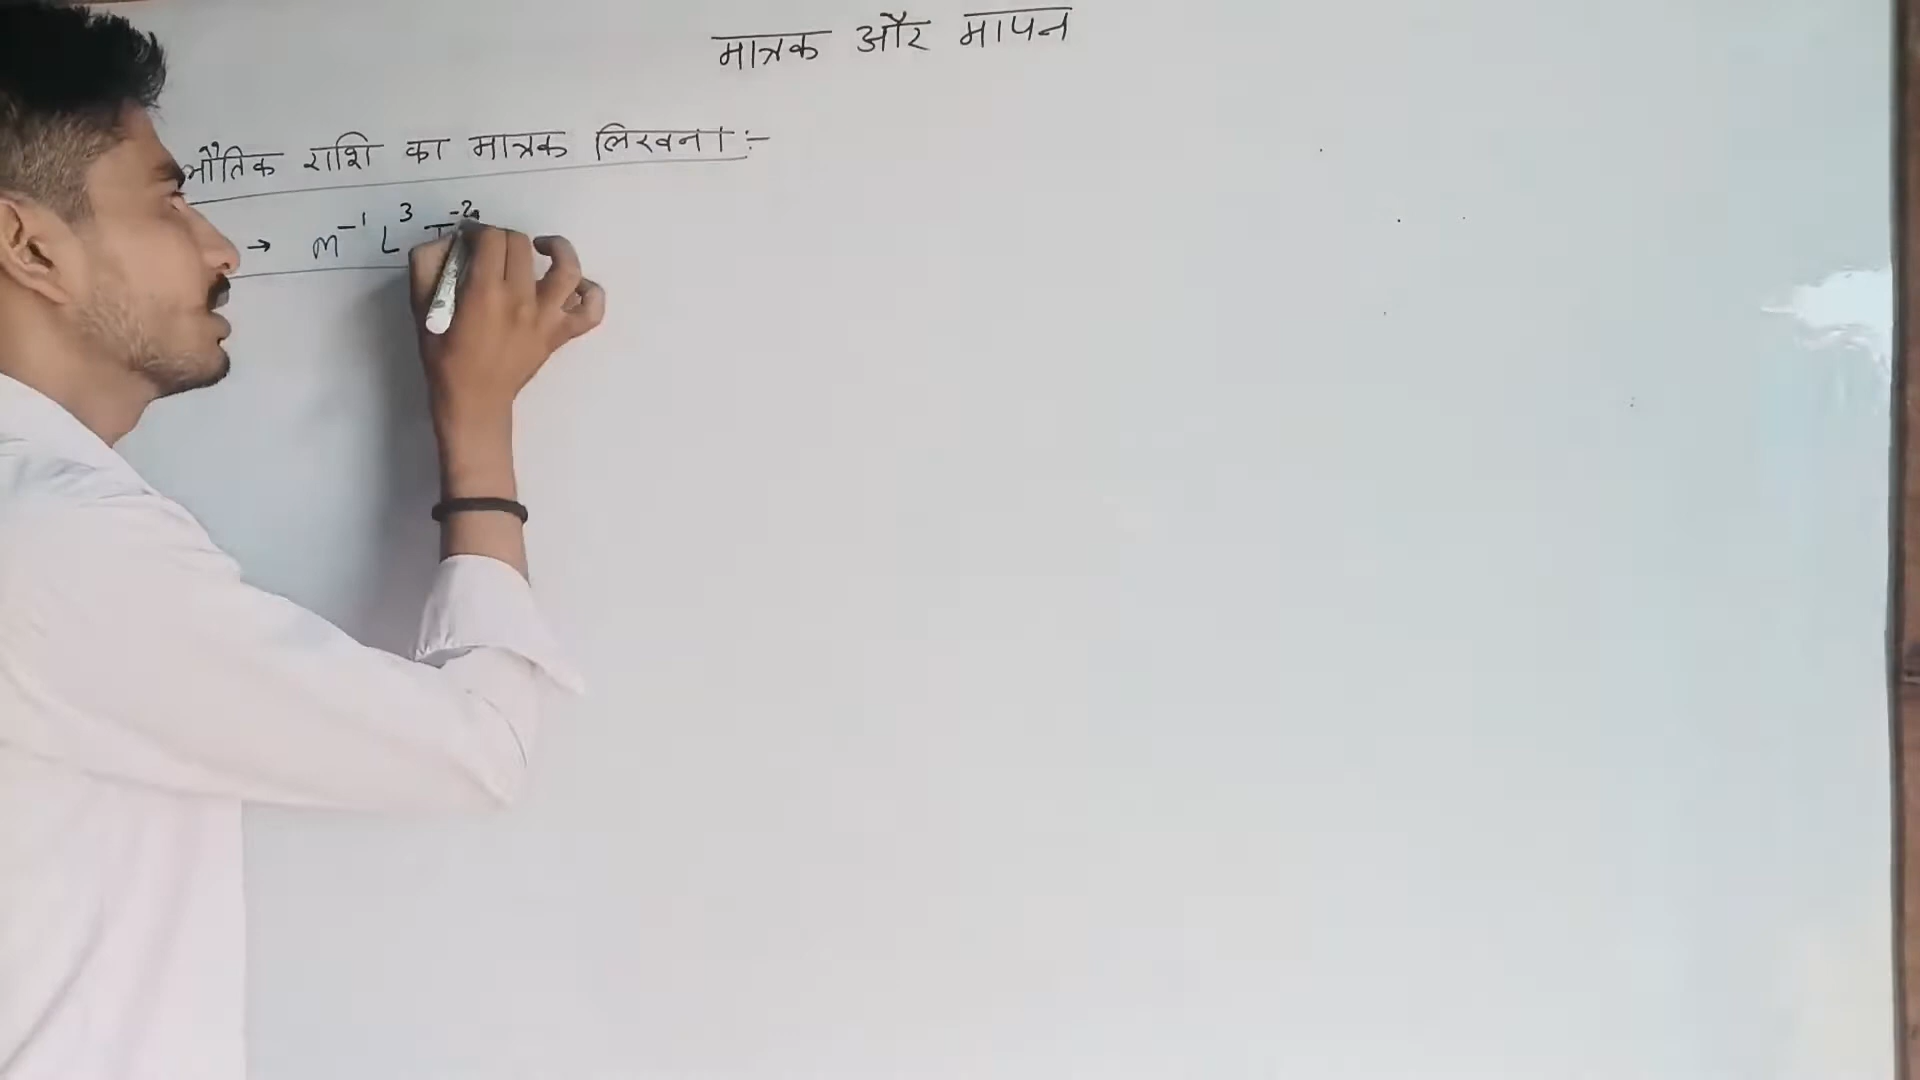 मात्रक और मापन
भौतिक राशि का मात्रक लिखना :-
→ M⁻¹ L³ T⁻²